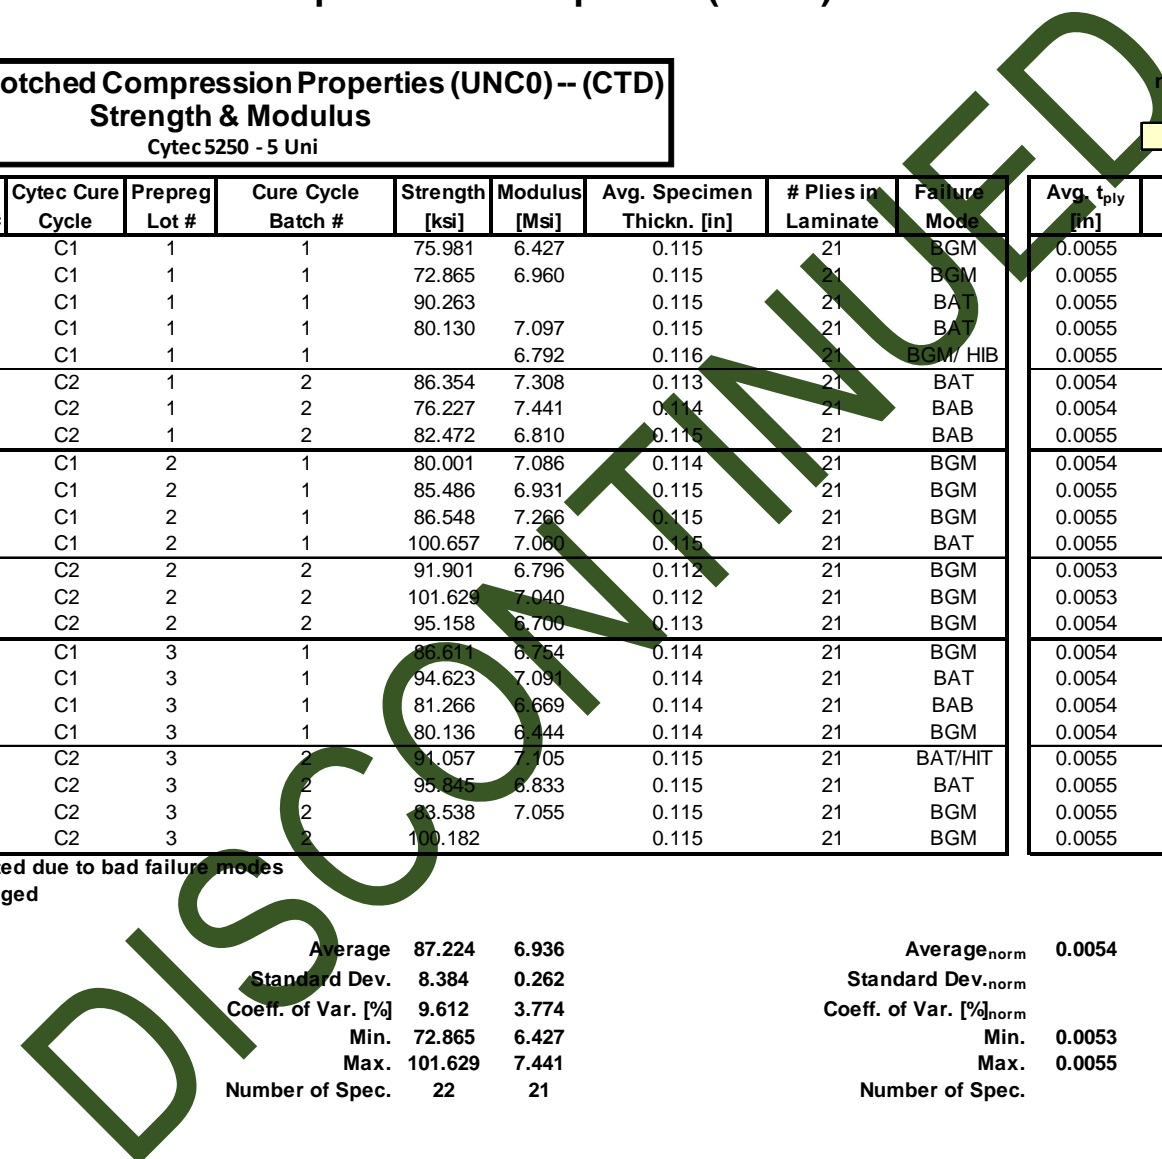 otched Compression Properties (UNC0) -- (CTD)
Strength & Modulus
Cytec 5250 - 5 Uni
Cytec Cure Prepreg Cure Cycle Strength Modulus Avg. Specimen # Plies in Failure Avg. tply
Cycle Lot # Batch # [ksi] [Msi] Thickn. [in] Laminate Mode [in]
C1 1 1 75.981 6.427 0.115 21 BGM 0.0055
C1 1 1 72.865 6.960 0.115 21 BGM 0.0055
C1 1 1 90.263 0.115 21 BAT 0.0055
C1 1 1 80.130 7.097 0.115 21 BAT 0.0055
C1 1 1 6.792 0.116 21 BGM/ HIB 0.0055
C2 1 2 86.354 7.308 0.113 21 BAT 0.0054
C2 1 2 76.227 7.441 0.114 21 BAB 0.0054
C2 1 2 82.472 6.810 0.115 21 BAB 0.0055
C1 2 1 80.001 7.086 0.114 21 BGM 0.0054
C1 2 1 85.486 6.931 0.115 21 BGM 0.0055
C1 2 1 86.548 7.266 0.115 21 BGM 0.0055
C1 2 1 100.657 7.060 0.115 21 BAT 0.0055
C2 2 2 91.901 6.796 0.112 21 BGM 0.0053
C2 2 2 101.629 7.040 0.112 21 BGM 0.0053
C2 2 2 95.158 6.700 0.113 21 BGM 0.0054
C1 3 1 86.611 6.754 0.114 21 BGM 0.0054
C1 3 1 94.623 7.091 0.114 21 BAT 0.0054
C1 3 1 81.266 6.669 0.114 21 BAB 0.0054
C1 3 1 80.136 6.444 0.114 21 BGM 0.0054
C2 3 2 91.057 7.105 0.115 21 BAT/HIT 0.0055
C2 3 2 95.845 6.833 0.115 21 BAT 0.0055
C2 3 2 83.538 7.055 0.115 21 BGM 0.0055
C2 3 2 100.182 0.115 21 BGM 0.0055
ed due to bad failure modes
ged
Average 87.224 6.936 Averagenorm 0.0054
Standard Dev. 8.384 0.262 Standard Dev.norm
Coeff. of Var. [%] 9.612 3.774 Coeff. of Var. [%]norm
Min. 72.865 6.427 Min. 0.0053
Max. 101.629 7.441 Max. 0.0055
Number of Spec. 22 21 Number of Spec.
DISCONTINUED